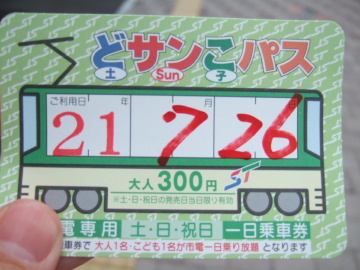 どサンこパス
土 Sun 子
ご利用日 年 月 日
21 7 26
大人300円 ST
※土・日・祝日の発売日当日限り有効
電専用 土・日・祝日 一日乗車券
乗車券で大人1名・こども1名が市電一日乗り放題となります